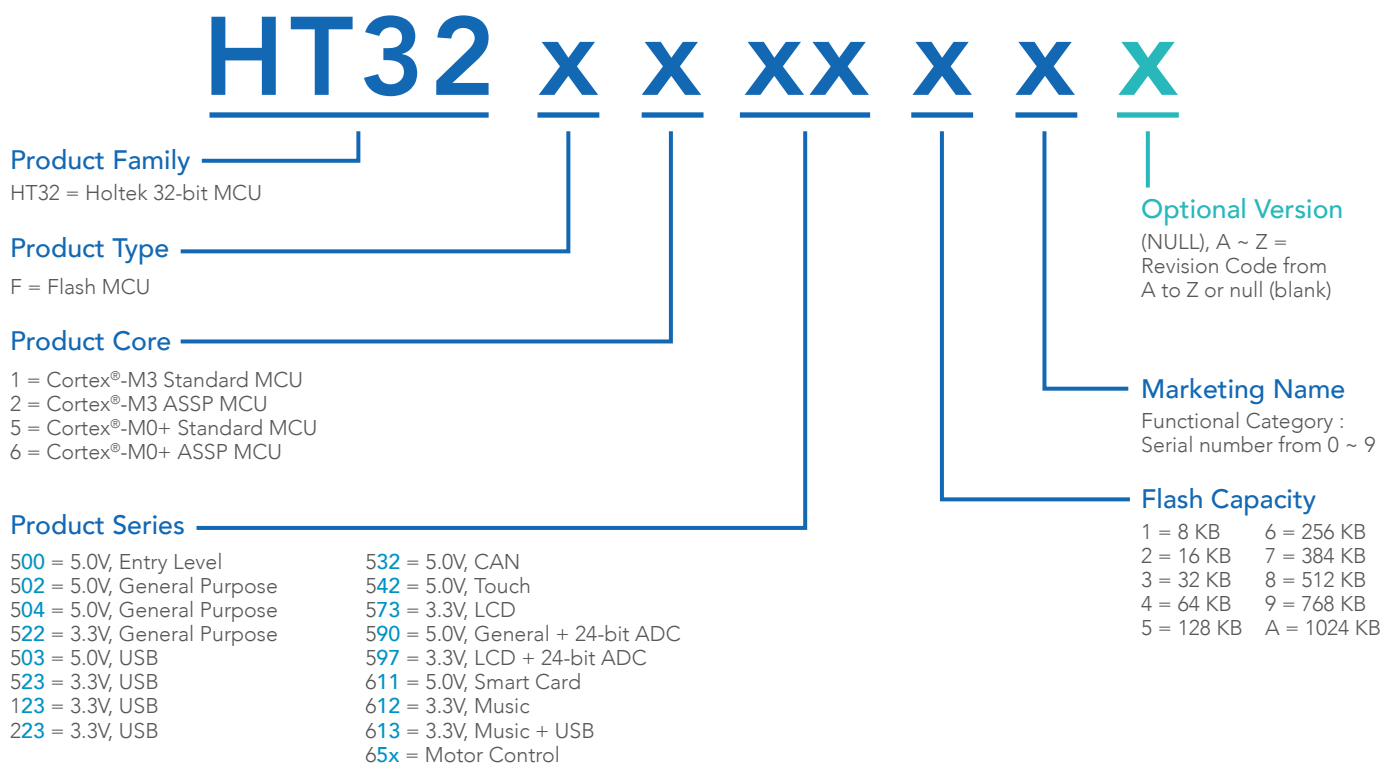 HT32 x x xx x x x
Product Family
HT32 = Holtek 32-bit MCU
Product Type
F = Flash MCU
Product Core
1 = Cortex®-M3 Standard MCU
2 = Cortex®-M3 ASSP MCU
5 = Cortex®-M0+ Standard MCU
6 = Cortex®-M0+ ASSP MCU
Product Series
500 = 5.0V, Entry Level
502 = 5.0V, General Purpose
504 = 5.0V, General Purpose
522 = 3.3V, General Purpose
503 = 5.0V, USB
523 = 3.3V, USB
123 = 3.3V, USB
223 = 3.3V, USB
532 = 5.0V, CAN
542 = 5.0V, Touch
573 = 3.3V, LCD
590 = 5.0V, General + 24-bit ADC
597 = 3.3V, LCD + 24-bit ADC
611 = 5.0V, Smart Card
612 = 3.3V, Music
613 = 3.3V, Music + USB
65x = Motor Control
Optional Version
(NULL), A ~ Z =
Revision Code from
A to Z or null (blank)
Marketing Name
Functional Category :
Serial number from 0 ~ 9
Flash Capacity
1 = 8 KB 6 = 256 KB
2 = 16 KB 7 = 384 KB
3 = 32 KB 8 = 512 KB
4 = 64 KB 9 = 768 KB
5 = 128 KB A = 1024 KB